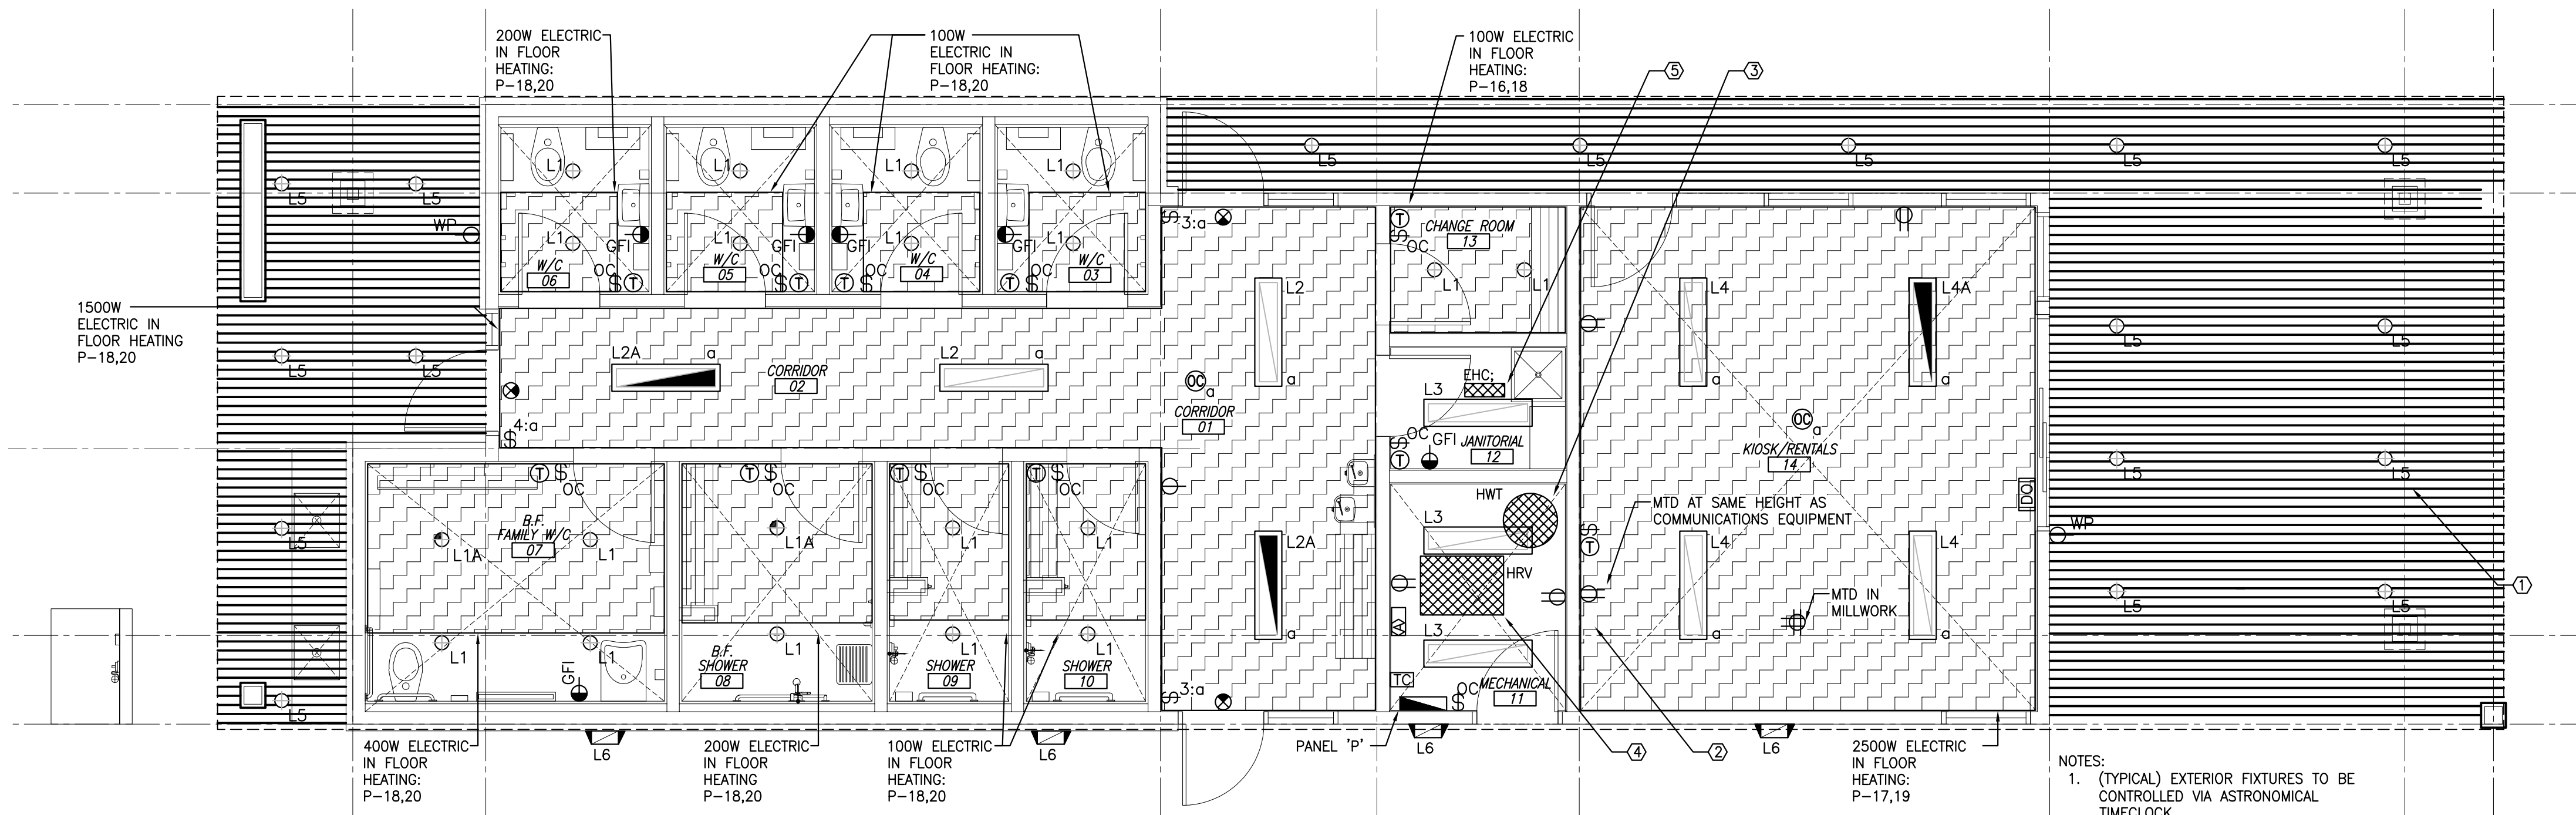 200W ELECTRIC
IN FLOOR
HEATING:
P-18,20
100W
ELECTRIC IN
FLOOR HEATING:
P-18,20
100W ELECTRIC
IN FLOOR
HEATING:
P-16,18
5
3
L5
L5
L5
L5
L5
L5
L5
WP
L1
L1
L1
L1
L1
L1
L1
L1
GFI
GFI
GFI
GFI
W/C
06
OC
$
T
W/C
05
OC
$
T
T
$
OC
W/C
04
T
$
OC
W/C
03
$
3:a
T
$
OC
CHANGE ROOM
13
L1
L1
1500W
ELECTRIC IN
FLOOR HEATING
P-18,20
L5
L5
L2A
a
CORRIDOR
02
L2
a
L2
a
OC
a
CORRIDOR
01
$
4:a
EHC;
L3
$
OC
T
GFI
JANITORIAL
12
L4
a
L4A
a
OC
a
KIOSK/RENTALS
14
L5
L5
L5
L5
T
$
OC
T
$
OC
T
$
OC
T
$
OC
B.F.
FAMILY W/C
07
L1A
L1
L1
L1
GFI
L1A
L1
B.F.
SHOWER
08
L1
L1
SHOWER
09
L1
L1
SHOWER
10
L5
L5
L2A
a
$
3:a
HWT
L3
HRV
L3
TC
$
OC
MECHANICAL
11
$
T
MTD AT SAME HEIGHT AS
COMMUNICATIONS EQUIPMENT
MTD IN
MILLWORK
L4
a
L4
a
DO
WP
L5
L5
1
400W ELECTRIC
IN FLOOR
HEATING:
P-18,20
L6
200W ELECTRIC
IN FLOOR
HEATING
P-18,20
100W ELECTRIC
IN FLOOR
HEATING:
P-18,20
L6
PANEL 'P'
L6
4
2
L6
2500W ELECTRIC
IN FLOOR
HEATING:
P-17,19
NOTES:
1. (TYPICAL) EXTERIOR FIXTURES TO BE
CONTROLLED VIA ASTRONOMICAL
TIMECLOCK